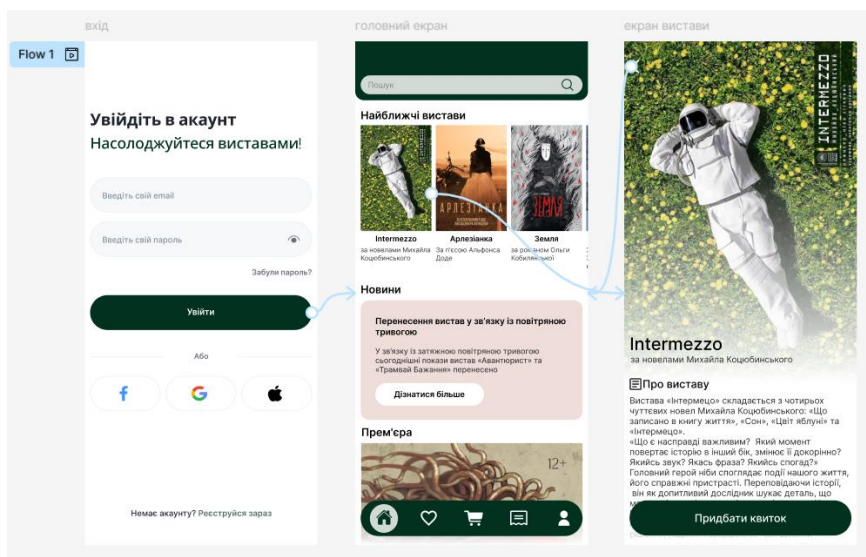 вхід
Flow 1
Увійдіть в акаунт
Насолоджуйтеся виставами!
Введіть свій email
Введіть свій пароль
Забули пароль?
Увійти
Або
Немає акаунту? Реєструйся зараз
головний екран
Пошук
Найближчі вистави
INTERMEZZO
АРЛЕЗІАНКА
ЗЕМЛЯ
Intermezzo
за новелами Михайла
Коцюбинського
Арлезіанка
За п'єсою Альфонса
Доде
Земля
за романом Ольги
Кобилянської
Новини
Перенесення вистав у зв'язку із повітряною
тривогою
У зв'язку із затяжною повітряною тривогою
сьогоднішні покази вистав «Авантюрист» та
«Трамвай Бажання» перенесено
Дізнатися більше
Прем'єра
12+
екран вистави
INTERMEZZO
Intermezzo
за новелами Михайла Коцюбинського
Про виставу
Вистава «Інтермецо» складається з чотирьох
чуттєвих новел Михайла Коцюбинського: «Що
записано в книгу життя», «Сон», «Цвіт яблуні» та
«Інтермецо».
«Що є насправді важливим? Який момент
повертає історію в інший бік, змінює її докорінно?
Якийсь звук? Якась фраза? Якийсь спогад?»
Головний герой ніби споглядає події нашого життя,
його справжні пристрасті. Переповідаючи історії,
він як допитливий дослідник шукає деталь, що
Придбати квиток